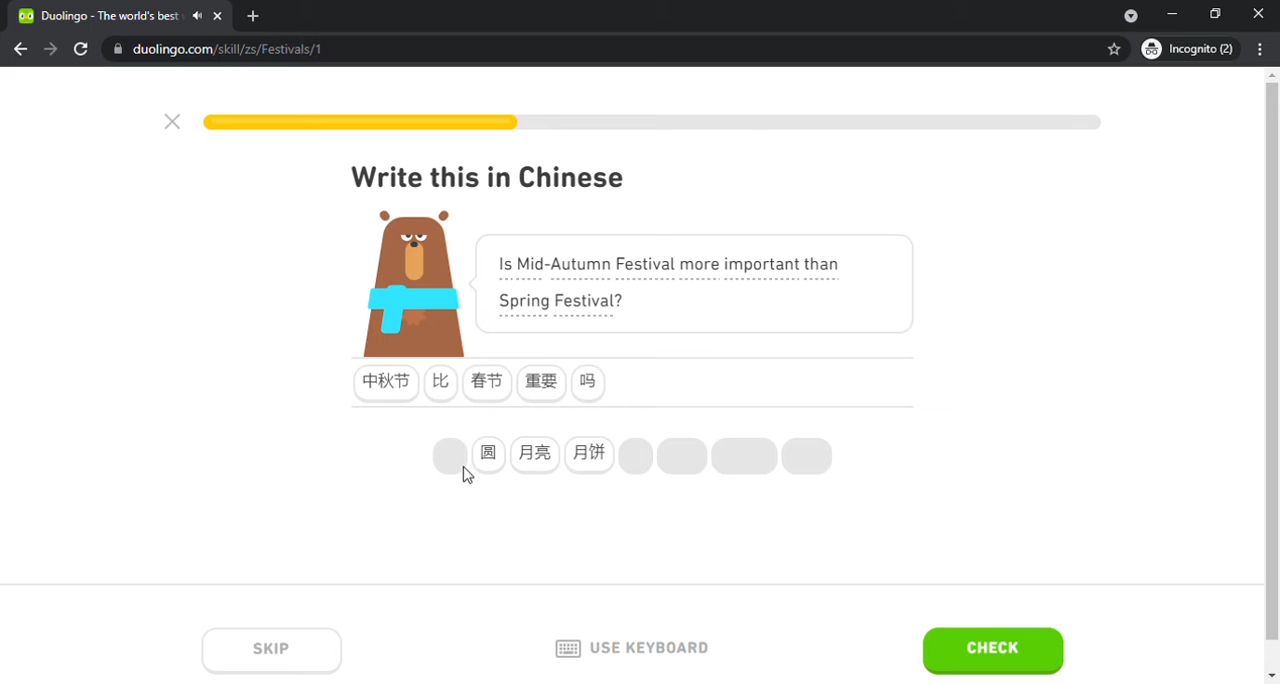 Duolingo - The world's best
duolingo.com/skill/zs/Festivals/1
Incognito (2)
Write this in Chinese
Is Mid-Autumn Festival more important than
Spring Festival?
中秋节 比 春节 重要 吗
圆 月亮 月饼
SKIP
USE KEYBOARD
CHECK